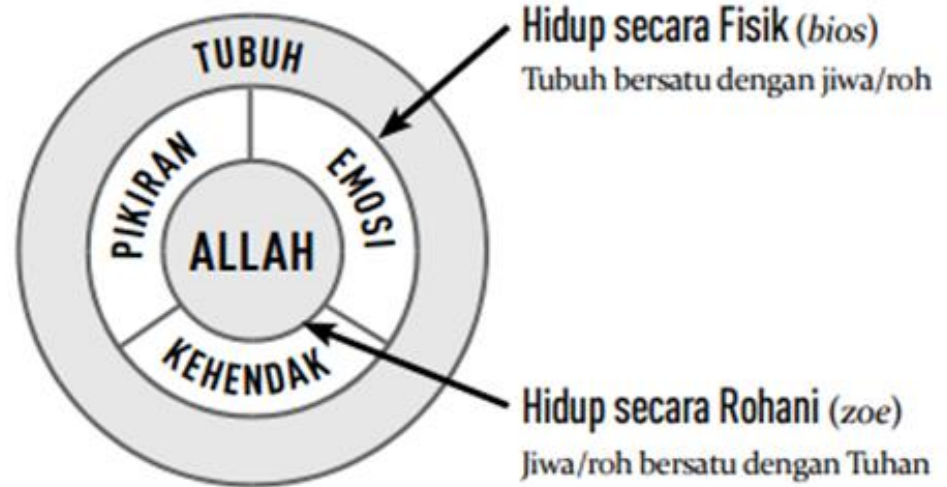 TUBUH
PIKIRAN
EMOSI
ALLAH
KEHENDAK
Hidup secara Fisik (bios)
Tubuh bersatu dengan jiwa/roh
Hidup secara Rohani (zoe)
Jiwa/roh bersatu dengan Tuhan